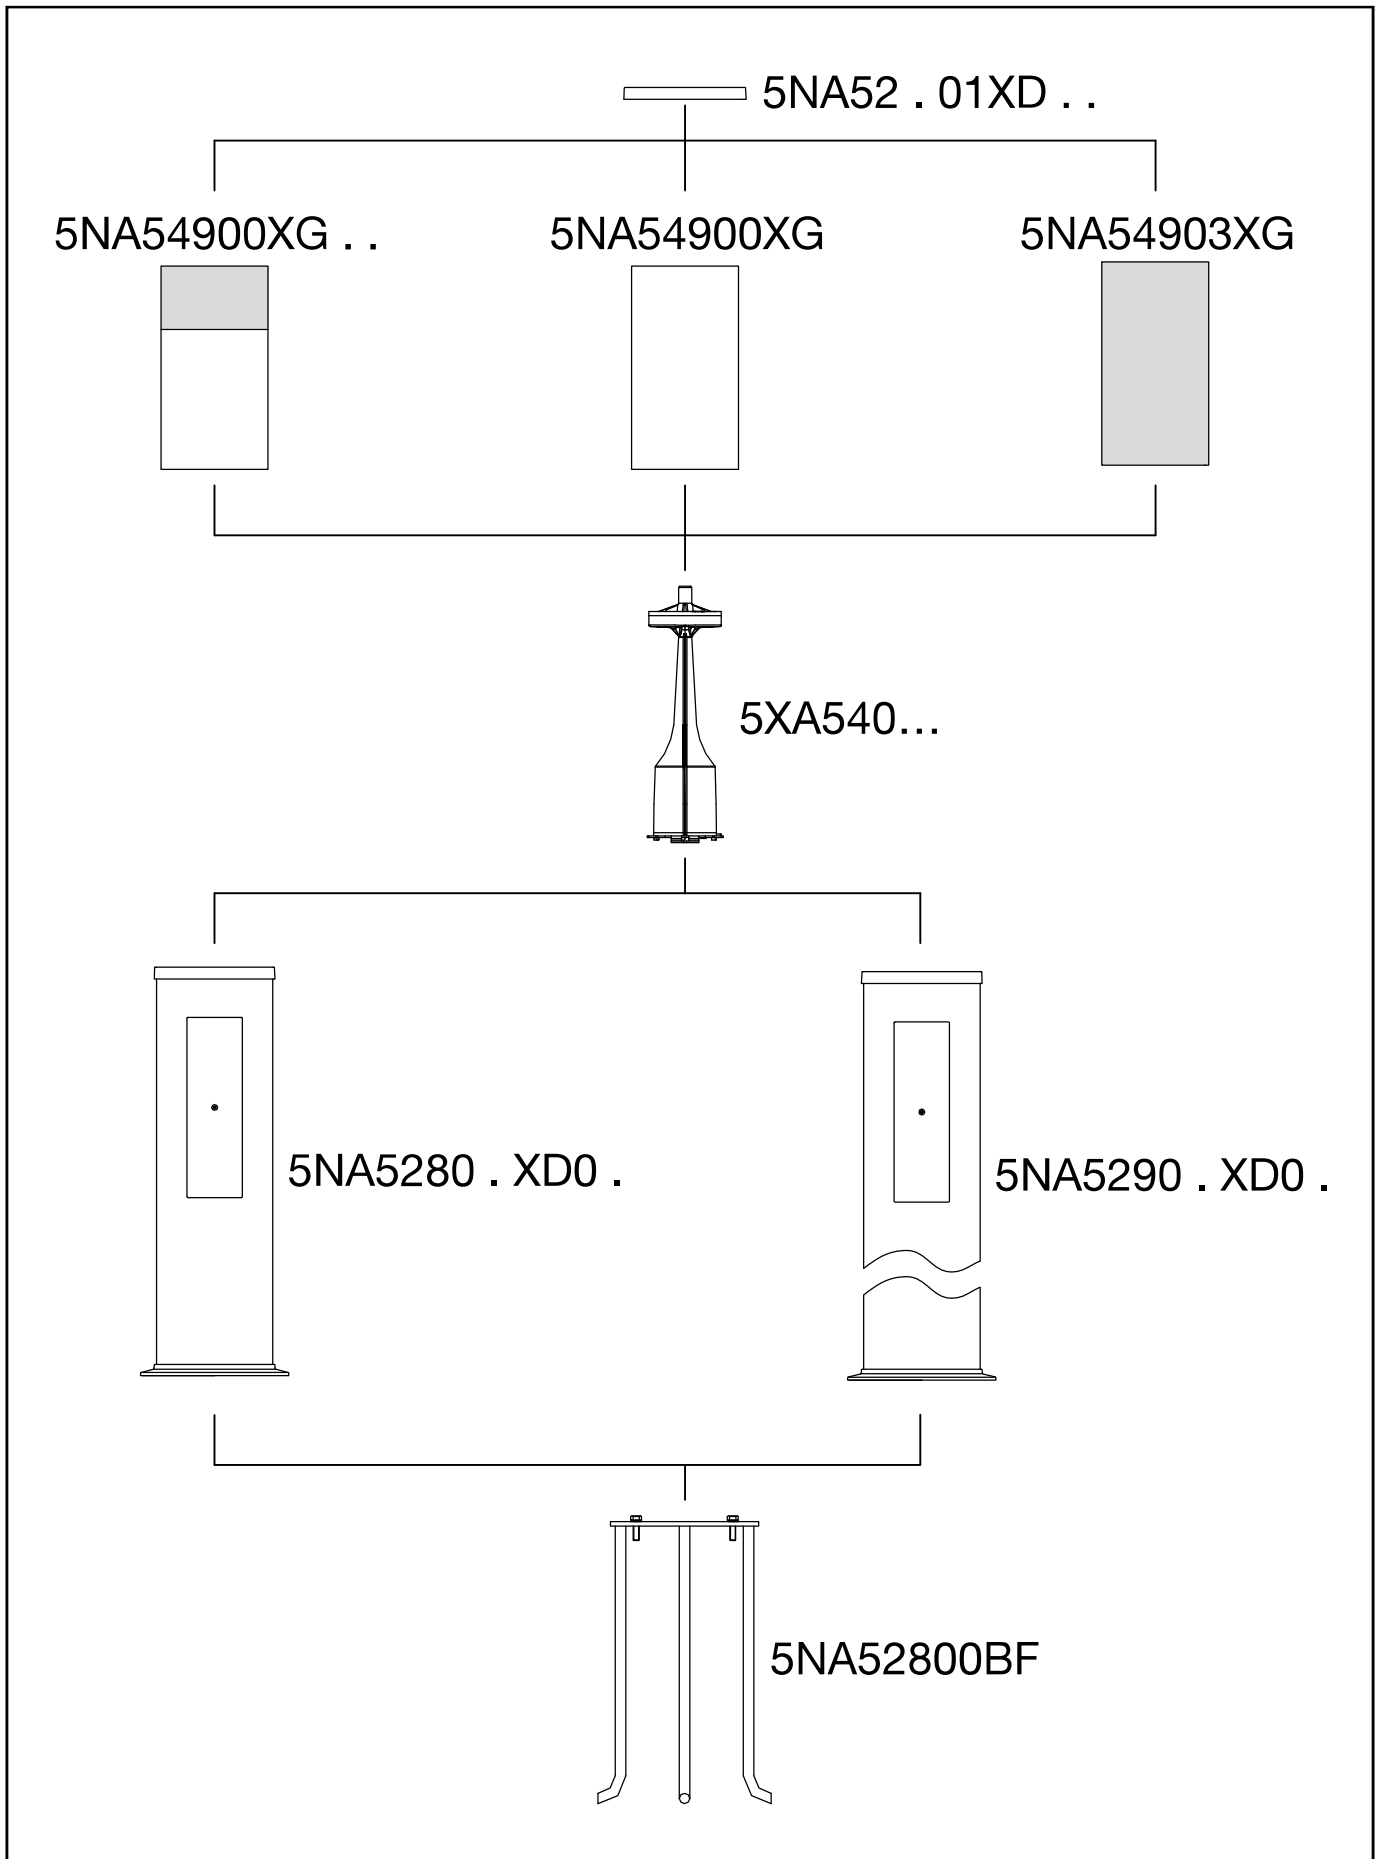 5NA52 . 01XD . .
5NA54900XG . .
5NA54900XG
5NA54903XG
5XA540...
5NA5280 . XD0 .
5NA5290 . XD0 .
5NA52800BF